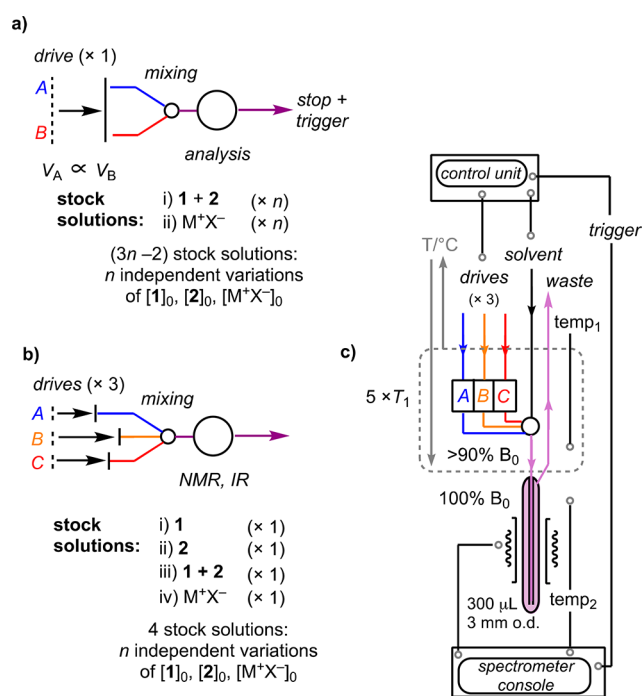 a)
drive (× 1)
A
B
mixing
analysis
stop +
trigger
V_A ∝ V_B
stock
solutions:
i) 1 + 2 (× n)
ii) M⁺X⁻ (× n)
(3n –2) stock solutions:
n independent variations
of [1]₀, [2]₀, [M⁺X⁻]₀
b)
drives (× 3)
A
B
C
mixing
NMR, IR
stock
solutions:
i) 1 (× 1)
ii) 2 (× 1)
iii) 1 + 2 (× 1)
iv) M⁺X⁻ (× 1)
4 stock solutions:
n independent variations
of [1]₀, [2]₀, [M⁺X⁻]₀
c)
control unit
trigger
T/°C
solvent
drives
(× 3)
waste
temp₁
5 × T₁
A B C
>90% B₀
100% B₀
300 µL
3 mm o.d.
temp₂
spectrometer
console